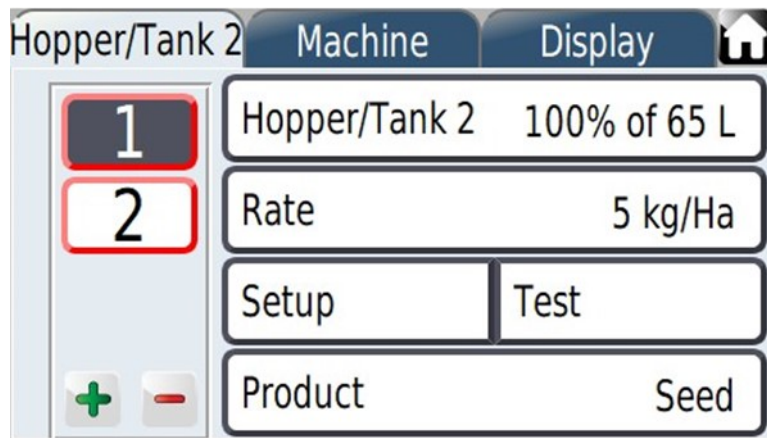 Hopper/Tank 2 Machine Display
1
2
Hopper/Tank 2 100% of 65 L
Rate 5 kg/Ha
Setup Test
Product Seed